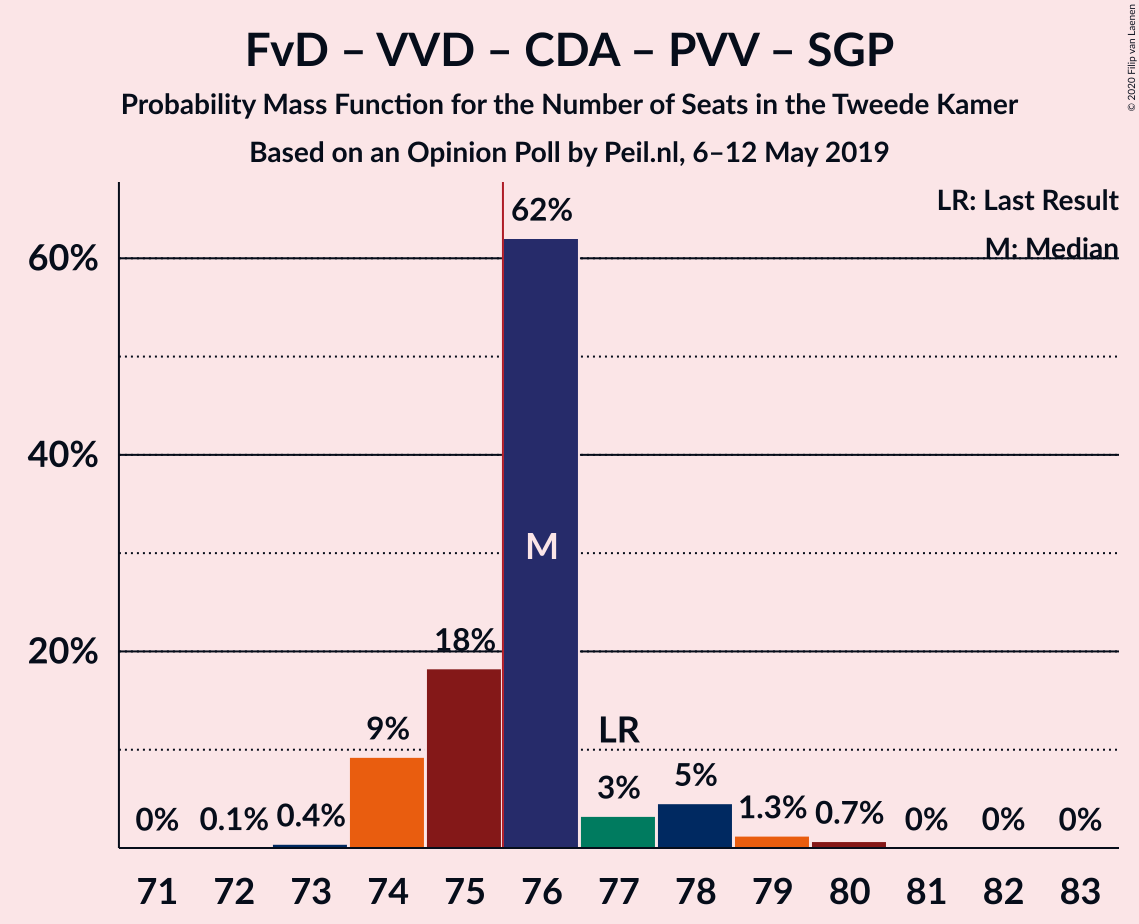 FvD – VVD – CDA – PVV – SGP
Probability Mass Function for the Number of Seats in the Tweede Kamer
Based on an Opinion Poll by Peil.nl, 6–12 May 2019
© 2020 Filip van Laenen
LR: Last Result
M: Median
60%
40%
20%
0%
0.1%
0.4%
9%
18%
62%
M
LR
3%
5%
1.3%
0.7%
0%
0%
0%
71 72 73 74 75 76 77 78 79 80 81 82 83